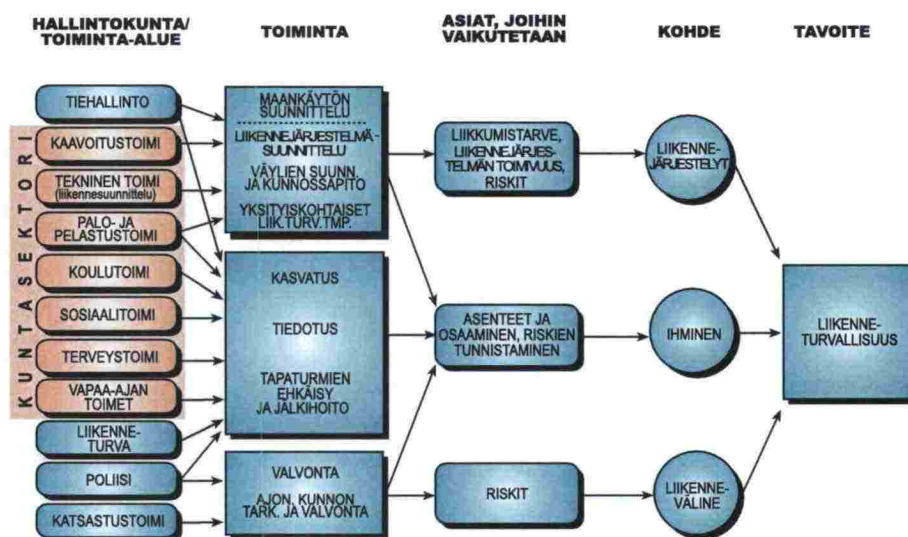 HALLINTOKUNTA/
TOIMINTA-ALUE
TOIMINTA
ASIAT, JOIHIN
VAIKUTETAAN
KOHDE
TAVOITE
KUNTASEKTORI
TIEHALLINTO
KAAVOITUSTOIMI
TEKNINEN TOIMI
(liikennesuunnittelu)
PALO- JA
PELASTUSTOIMI
KOULUTOIMI
SOSIAALITOIMI
TERVEYSTOIMI
VAPAA-AJAN
TOIMET
LIIKENNE-
TURVA
POLIISI
KATSASTUSTOIMI
MAANKÄYTÖN
SUUNNITTELU
LIIKENNEJÄRJESTELMÄ-
SUUNNITTELU
VÄYLIEN SUUNN.
JA KUNNOSSAPITO
YKSITYISKOHTAISET
LIIK.TURV.TMP.
KASVATUS
TIEDOTUS
TAPATURMIEN
EHKÄISY
JA JÄLKIHOITO
VALVONTA
AJON. KUNNON
TARK. JA VALVONTA
LIIKKUMISTARVE,
LIIKENNEJÄRJES-
TELMÄN TOIMIVUUS,
RISKIT
ASENTEET JA
OSAAMINEN, RISKIEN
TUNNISTAMINEN
RISKIT
LIIKENNE-
JÄRJESTELYT
IHMINEN
LIIKENNE-
VÄLINE
LIIKENNE-
TURVALLISUUS